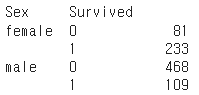 Sex Survived
female 0 81
1 233
male 0 468
1 109